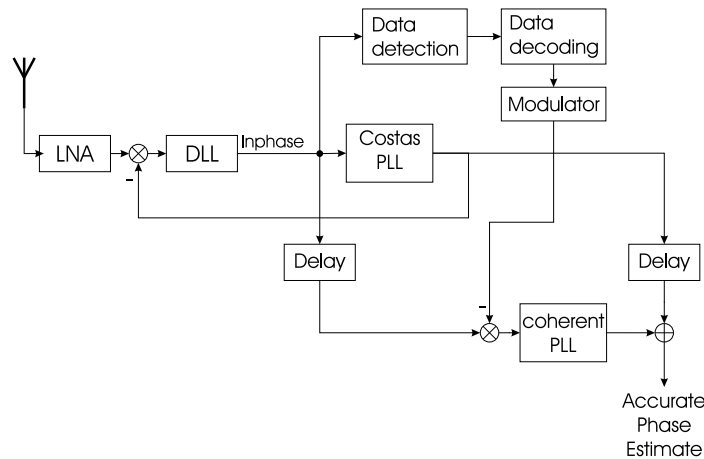 Data
detection
Data
decoding
Modulator
LNA
-
DLL
Inphase
Costas
PLL
Delay
Delay
-
coherent
PLL
Accurate
Phase
Estimate